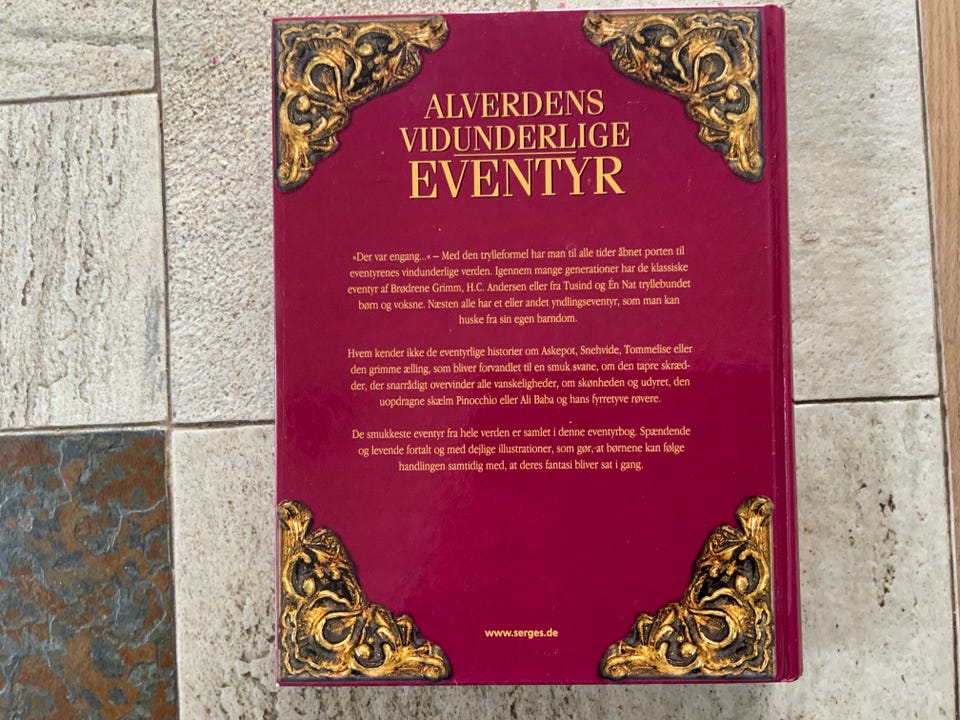 ALVERDENS
VIDUNDERLIGE
EVENTYR
»Der var engang...« – Med den trylleformel har man til alle tider åbnet porten til
eventyrenes vindunderlige verden. Igennem mange generationer har de klassiske
eventyr af Brødrene Grimm, H.C. Andersen eller fra Tusind og Én Nat tryllebundet
børn og voksne. Næsten alle har et eller andet yndlingseventyr, som man kan
huske fra sin egen barndom.
Hvem kender ikke de eventyrlige historier om Askepot, Snehvide, Tommelise eller
den grimme ælling, som bliver forvandlet til en smuk svane, om den tapre skræd-
der, der snarrådigt overvinder alle vanskeligheder, om skønheden og udyret, den
uopdragne skælm Pinocchio eller Ali Baba og hans fyrretyve røvere.
De smukkeste eventyr fra hele verden er samlet i denne eventyrbog. Spændende
og levende fortalt og med dejlige illustrationer, som gør,-at børnene kan følge
handlingen samtidig med, at deres fantasi bliver sat i gang.
www.serges.de